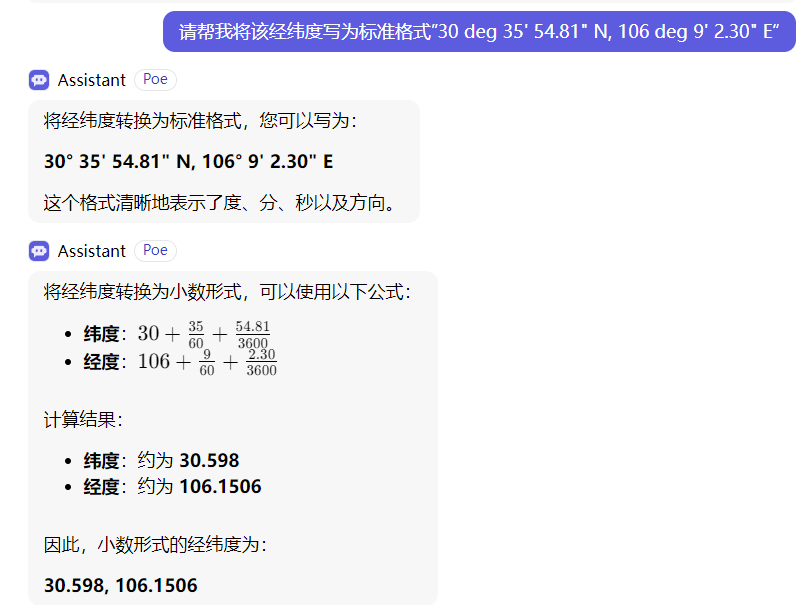 请帮我将该经纬度写为标准格式“30 deg 35' 54.81" N, 106 deg 9' 2.30" E“
Assistant Poe
将经纬度转换为标准格式，您可以写为：
30° 35' 54.81" N, 106° 9' 2.30" E
这个格式清晰地表示了度、分、秒以及方向。
Assistant Poe
将经纬度转换为小数形式，可以使用以下公式：
• 纬度：30 + 35/60 + 54.81/3600
• 经度：106 + 9/60 + 2.30/3600
计算结果：
• 纬度：约为 30.598
• 经度：约为 106.1506
因此，小数形式的经纬度为：
30.598, 106.1506